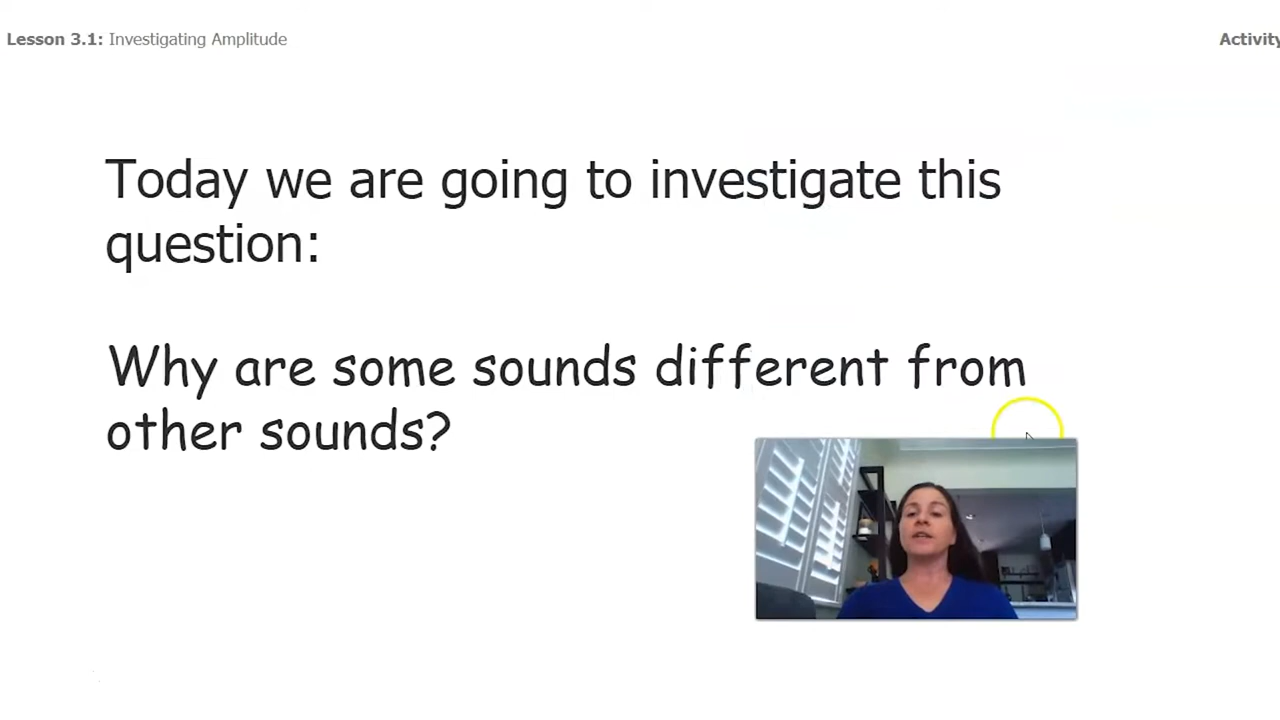 Lesson 3.1: Investigating Amplitude
Activity
Today we are going to investigate this
question:
Why are some sounds different from
other sounds?